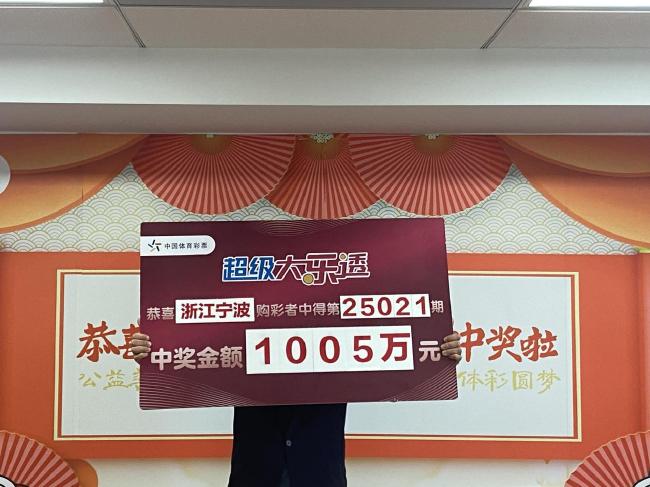 中国体育彩票
超级大乐透
恭喜 浙江宁波 购彩者中得第 25021 期
中奖金额 1005万 元
恭喜 中奖啦
公益 体彩圆梦